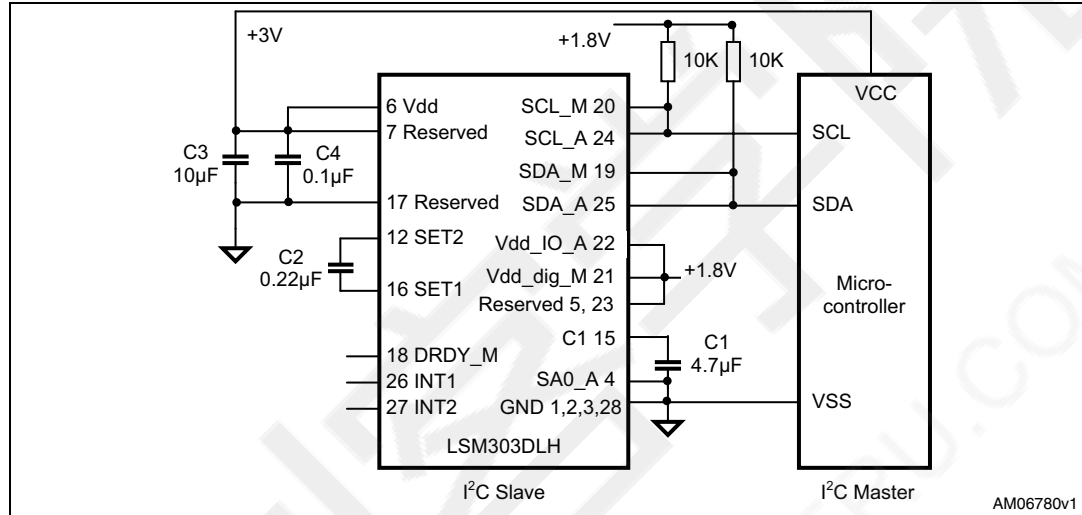 +3V
+1.8V
10K
10K
VCC
6 Vdd
7 Reserved
C3
10µF
C4
0.1µF
17 Reserved
12 SET2
C2
0.22µF
16 SET1
18 DRDY_M
26 INT1
27 INT2
SCL_M 20
SCL_A 24
SDA_M 19
SDA_A 25
Vdd_IO_A 22
Vdd_dig_M 21
+1.8V
Reserved 5, 23
C1 15
C1
4.7µF
SA0_A 4
GND 1,2,3,28
LSM303DLH
SCL
SDA
Micro-
controller
VSS
I²C Slave
I²C Master
AM06780v1